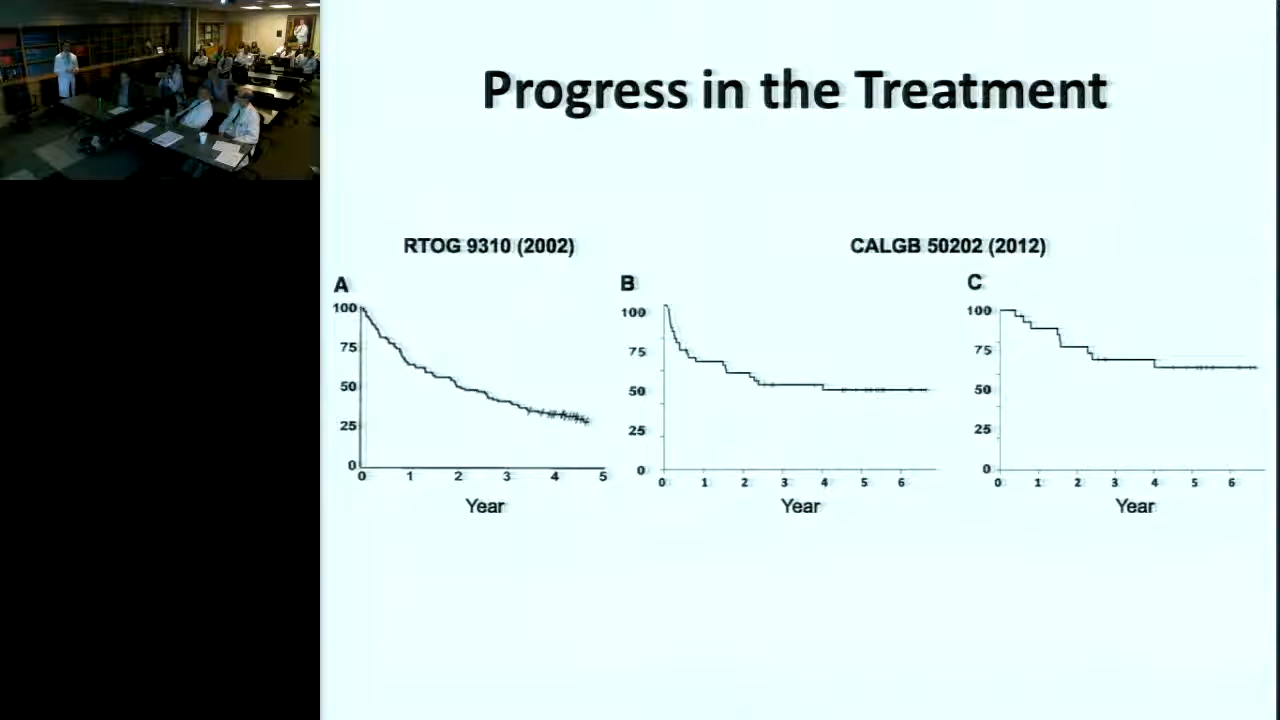 Progress in the Treatment
RTOG 9310 (2002)
CALGB 50202 (2012)
A
100
75
50
25
0
0 1 2 3 4 5
Year
B
100
75
50
25
0
0 1 2 3 4 5 6
Year
C
100
75
50
25
0
0 1 2 3 4 5 6
Year